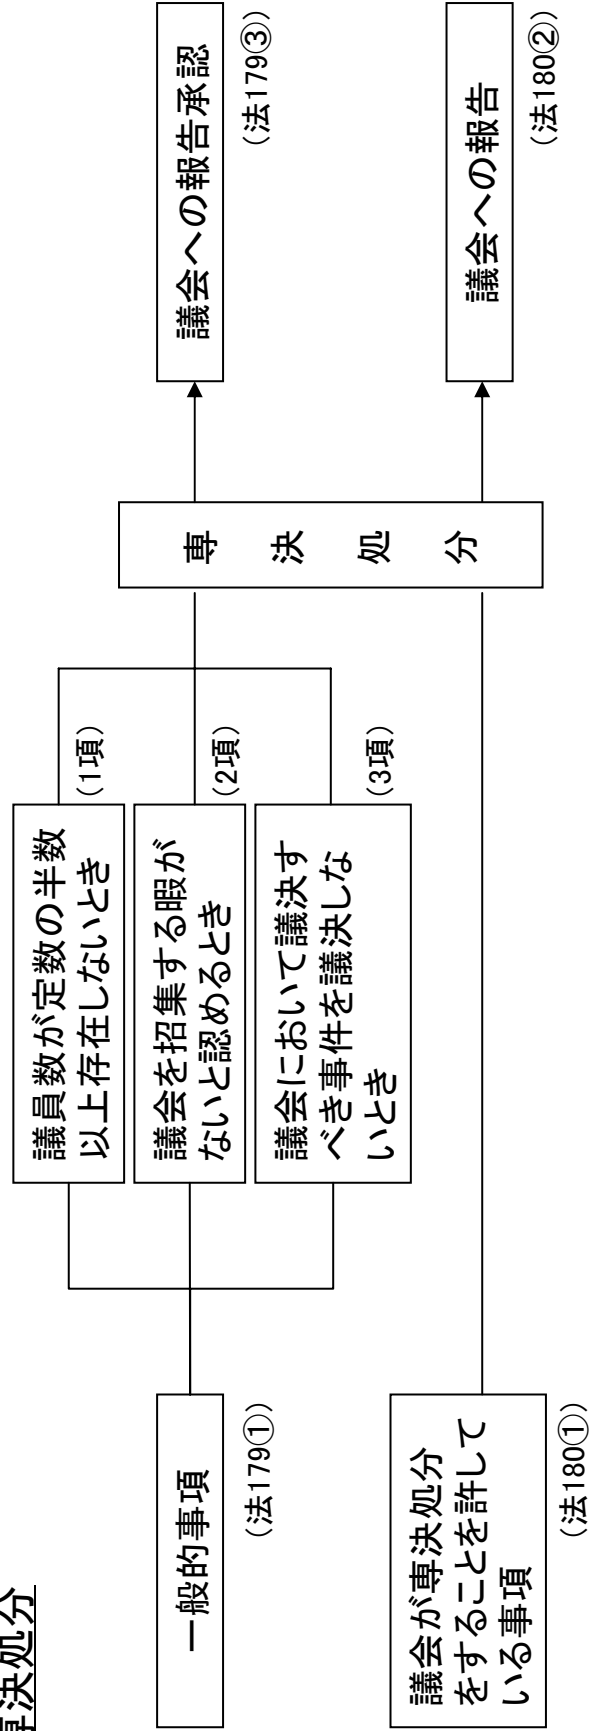 専決処分
一般的事項
(法179①)
議員数が定数の半数
以上存在しないとき
(1項)
議会を招集する暇が
ないと認めるとき
(2項)
議会において議決す
べき事件を議決しな
いとき
(3項)
専決処分
議会への報告承認
(法179③)
議会が専決処分
をすることを許して
いる事項
(法180①)
議会への報告
(法180②)